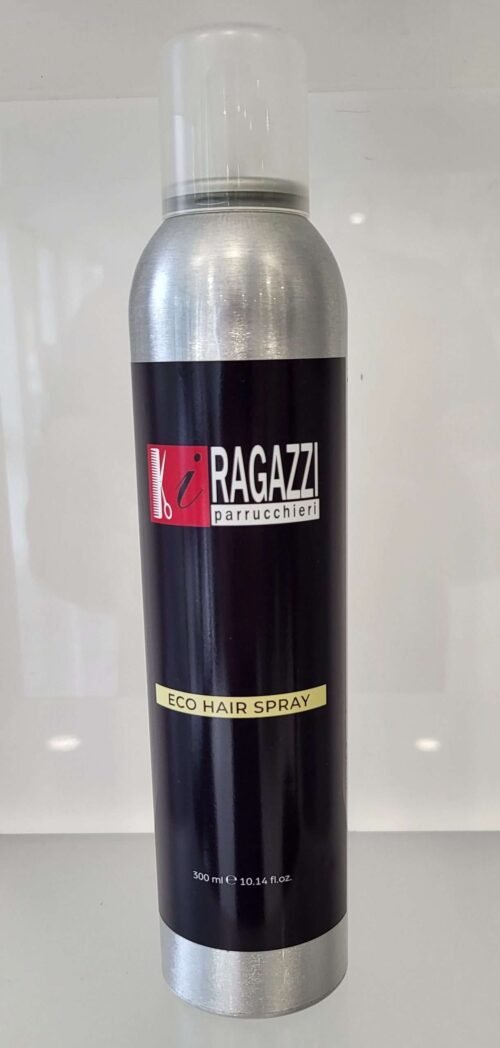 i RAGAZZI
parrucchieri
ECO HAIR SPRAY
300 ml ℮ 10.14 fl.oz.